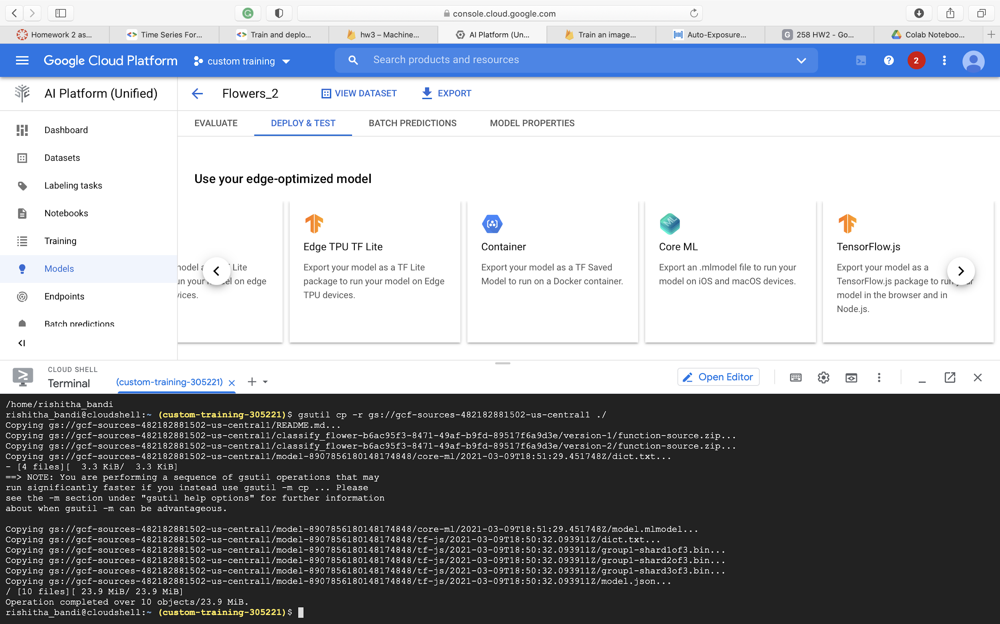 console.cloud.google.com
Homework 2 as...
Time Series For...
Train and deplo...
hw3 – Machine...
AI Platform (Un...
Train an image...
Auto-Exposure...
G 258 HW2 - Go...
Colab Noteboo...
Google Cloud Platform
custom training
Search products and resources
2
AI Platform (Unified)
Flowers_2
VIEW DATASET
EXPORT
EVALUATE
DEPLOY & TEST
BATCH PREDICTIONS
MODEL PROPERTIES
Dashboard
Datasets
Labeling tasks
Notebooks
Training
Models
Endpoints
Batch predictions
Use your edge-optimized model
Lite
on edge
Edge TPU TF Lite
Export your model as a TF Lite
package to run your model on Edge
TPU devices.
Container
Export your model as a TF Saved
Model to run on a Docker container.
ML
Core ML
Export an .mlmodel file to run your
model on iOS and macOS devices.
TensorFlow.js
Export your model as a
TensorFlow.js package to run
model in the browser and in
Node.js.
CLOUD SHELL
Terminal
(custom-training-305221)
Open Editor
/home/rishitha_bandi
rishitha_bandi@cloudshell:~ (custom-training-305221)$ gsutil cp -r gs://gcf-sources-482182881502-us-central1 ./
Copying gs://gcf-sources-482182881502-us-central1/README.md...
Copying gs://gcf-sources-482182881502-us-central1/classify_flower-b6ac95f3-8471-49af-b9fd-89517f6a9d3e/version-1/function-source.zip...
Copying gs://gcf-sources-482182881502-us-central1/classify_flower-b6ac95f3-8471-49af-b9fd-89517f6a9d3e/version-2/function-source.zip...
Copying gs://gcf-sources-482182881502-us-central1/model-8907856180148174848/core-ml/2021-03-09T18:51:29.451748Z/dict.txt...
- [4 files][  3.3 KiB/  3.3 KiB]
==> NOTE: You are performing a sequence of gsutil operations that may
run significantly faster if you instead use gsutil -m cp ... Please
see the -m section under "gsutil help options" for further information
about when gsutil -m can be advantageous.
Copying gs://gcf-sources-482182881502-us-central1/model-8907856180148174848/core-ml/2021-03-09T18:51:29.451748Z/model.mlmodel...
Copying gs://gcf-sources-482182881502-us-central1/model-8907856180148174848/tf-js/2021-03-09T18:50:32.093911Z/dict.txt...
Copying gs://gcf-sources-482182881502-us-central1/model-8907856180148174848/tf-js/2021-03-09T18:50:32.093911Z/group1-shard1of3.bin...
Copying gs://gcf-sources-482182881502-us-central1/model-8907856180148174848/tf-js/2021-03-09T18:50:32.093911Z/group1-shard2of3.bin...
Copying gs://gcf-sources-482182881502-us-central1/model-8907856180148174848/tf-js/2021-03-09T18:50:32.093911Z/group1-shard3of3.bin...
Copying gs://gcf-sources-482182881502-us-central1/model-8907856180148174848/tf-js/2021-03-09T18:50:32.093911Z/model.json...
/ [10 files][ 23.9 MiB/ 23.9 MiB]
Operation completed over 10 objects/23.9 MiB.
rishitha_bandi@cloudshell:~ (custom-training-305221)$